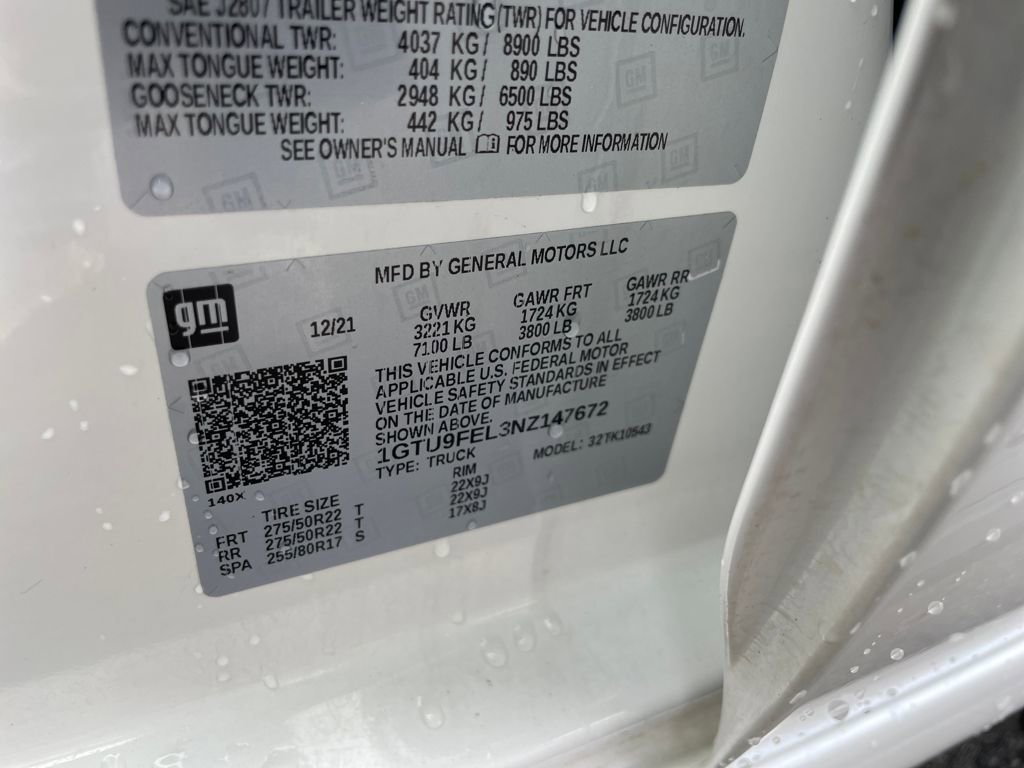 SAE J2807 TRAILER WEIGHT RATING (TWR) FOR VEHICLE CONFIGURATION.
CONVENTIONAL TWR: 4037 KG/ 8900 LBS
MAX TONGUE WEIGHT: 404 KG/ 890 LBS
GOOSENECK TWR: 2948 KG/ 6500 LBS
MAX TONGUE WEIGHT: 442 KG/ 975 LBS
SEE OWNER'S MANUAL FOR MORE INFORMATION
MFD BY GENERAL MOTORS LLC
gm
12/21
GVWR GAWR FRT GAWR RR
3221 KG 1724 KG 1724 KG
7100 LB 3800 LB 3800 LB
THIS VEHICLE CONFORMS TO ALL
APPLICABLE U.S. FEDERAL MOTOR
VEHICLE SAFETY STANDARDS IN EFFECT
ON THE DATE OF MANUFACTURE
SHOWN ABOVE.
1GTU9FEL3NZ147672
TYPE: TRUCK MODEL: 32TK10543
140X
TIRE SIZE RIM
FRT 275/50R22 T 22X9J
RR 275/50R22 T 22X9J
SPA 255/80R17 S 17X8J